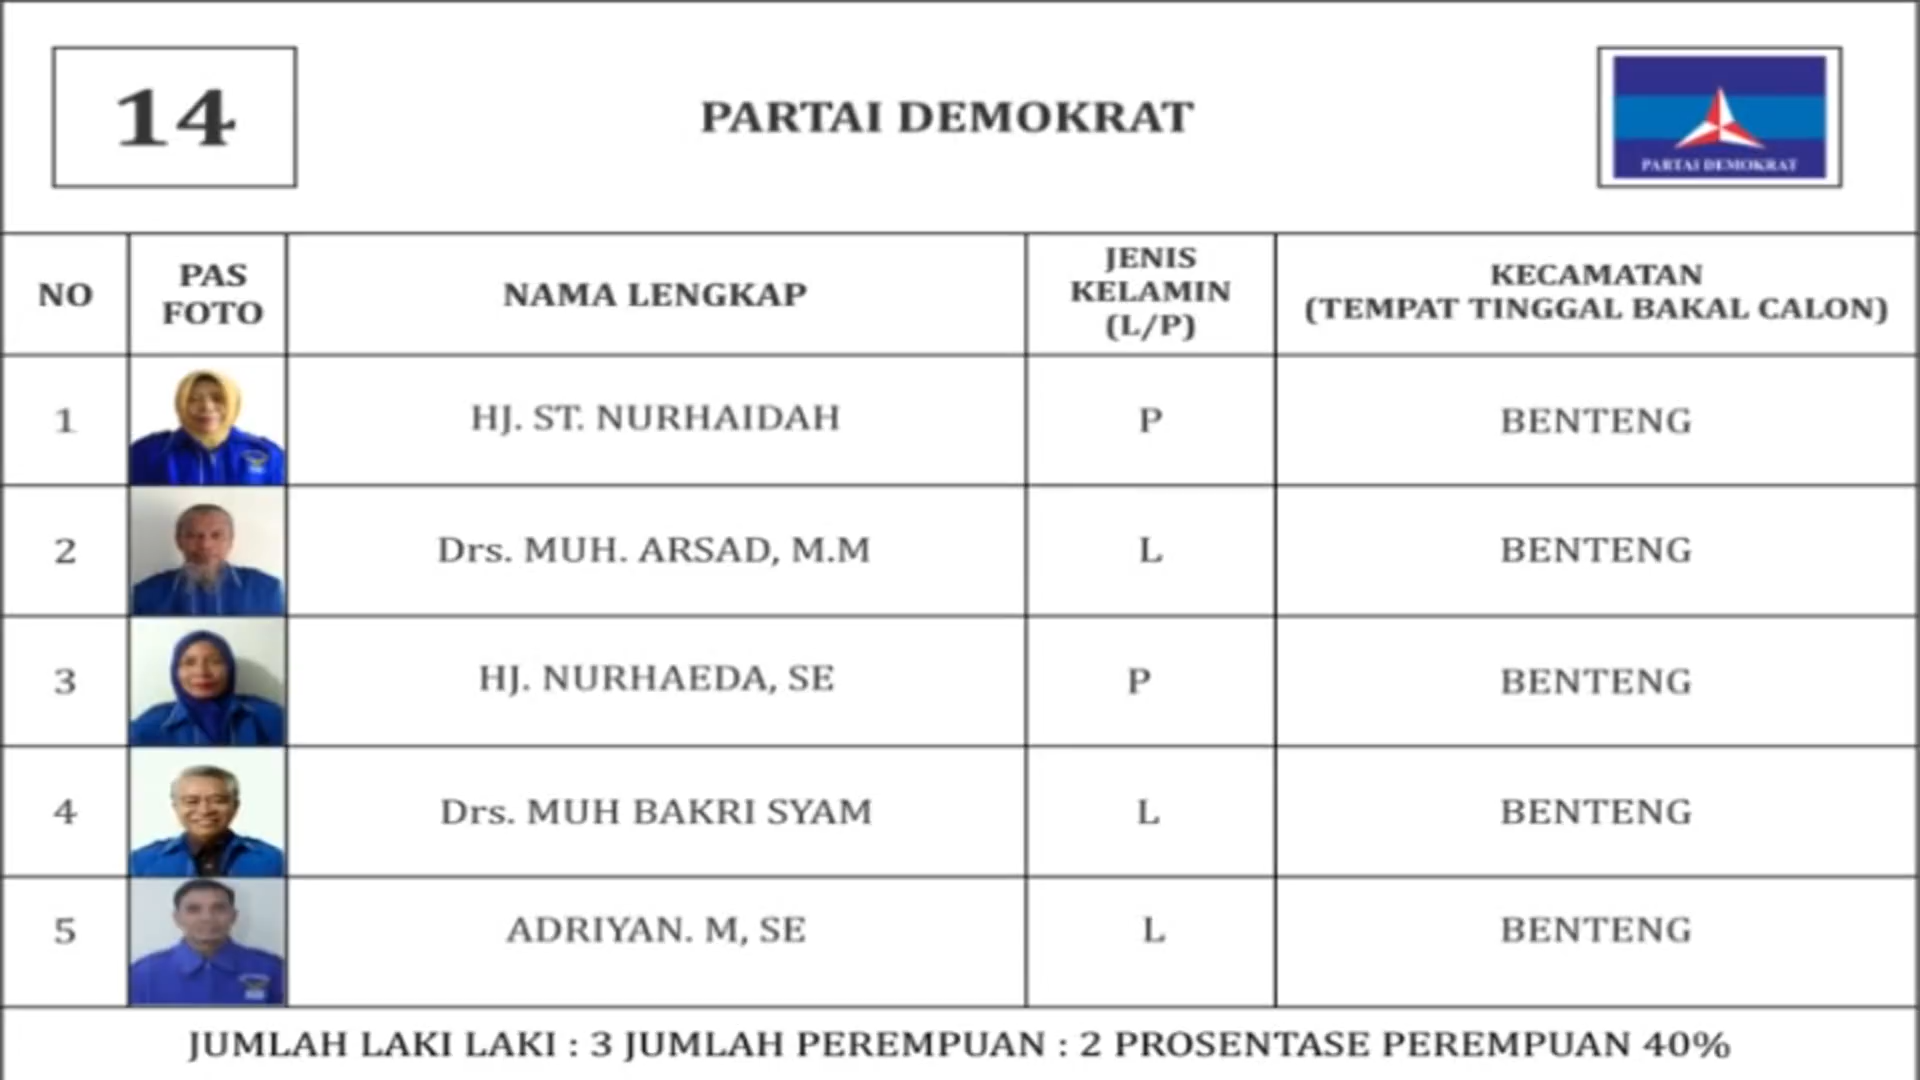 14
PARTAI DEMOKRAT
PARTAI DEMOKRAT
NO
PAS
FOTO
NAMA LENGKAP
JENIS
KELAMIN
(L/P)
KECAMATAN
(TEMPAT TINGGAL BAKAL CALON)
1 HJ. ST. NURHAIDAH P BENTENG
2 Drs. MUH. ARSAD, M.M L BENTENG
3 HJ. NURHAEDA, SE P BENTENG
4 Drs. MUH BAKRI SYAM L BENTENG
5 ADRIYAN. M, SE L BENTENG
JUMLAH LAKI LAKI : 3 JUMLAH PEREMPUAN : 2 PROSENTASE PEREMPUAN 40%